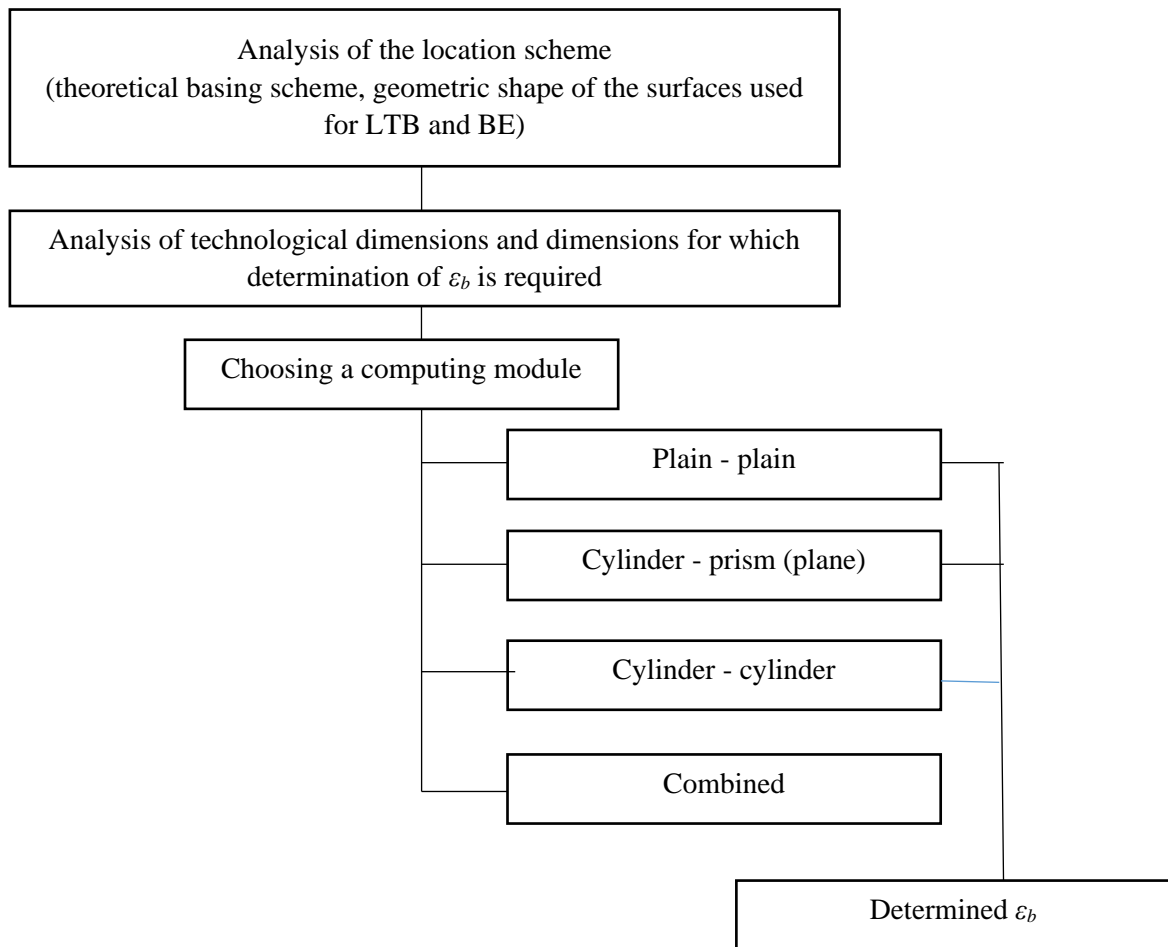 Analysis of the location scheme
(theoretical basing scheme, geometric shape of the surfaces used
for LTB and BE)
Analysis of technological dimensions and dimensions for which
determination of εb is required
Choosing a computing module
Plain - plain
Cylinder - prism (plane)
Cylinder - cylinder
Combined
Determined εb